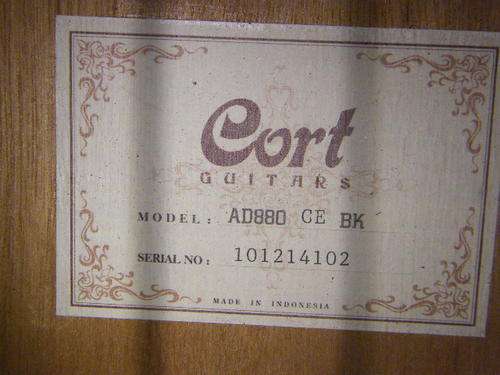 Cort
GUITARS
MODEL: AD880 CE BK
SERIAL NO: 101214102
MADE IN INDONESIA